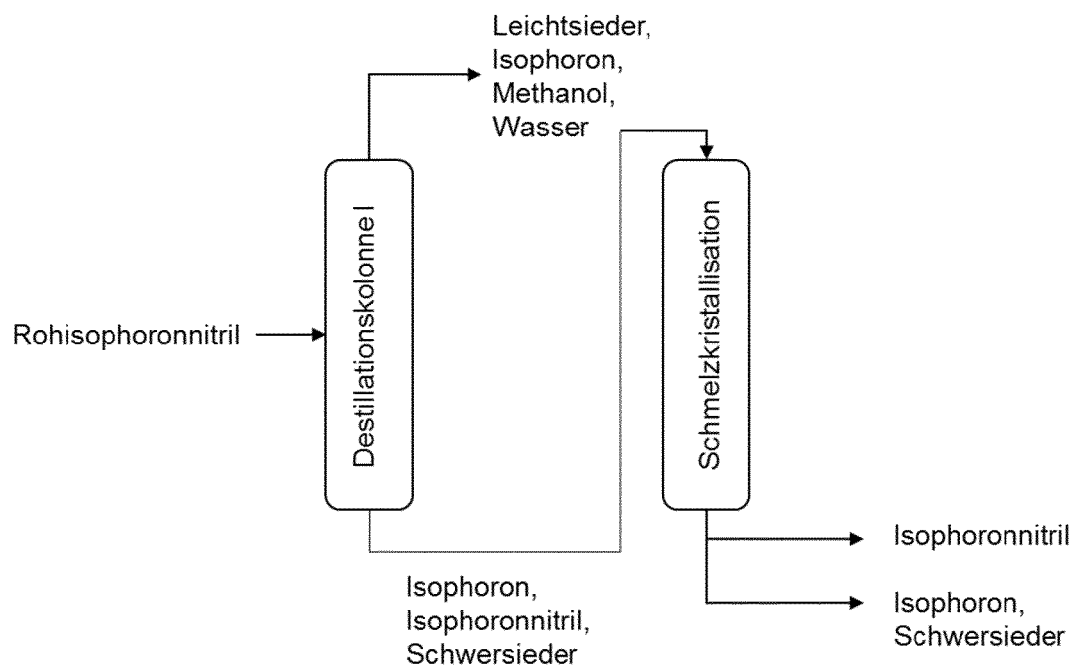 Leichtsieder,
Isophoron,
Methanol,
Wasser
Rohisophoronnitril
Destillationskolonne I
Schmelzkristallisation
Isophoron,
Isophoronnitril,
Schwersieder
Isophoronnitril
Isophoron,
Schwersieder